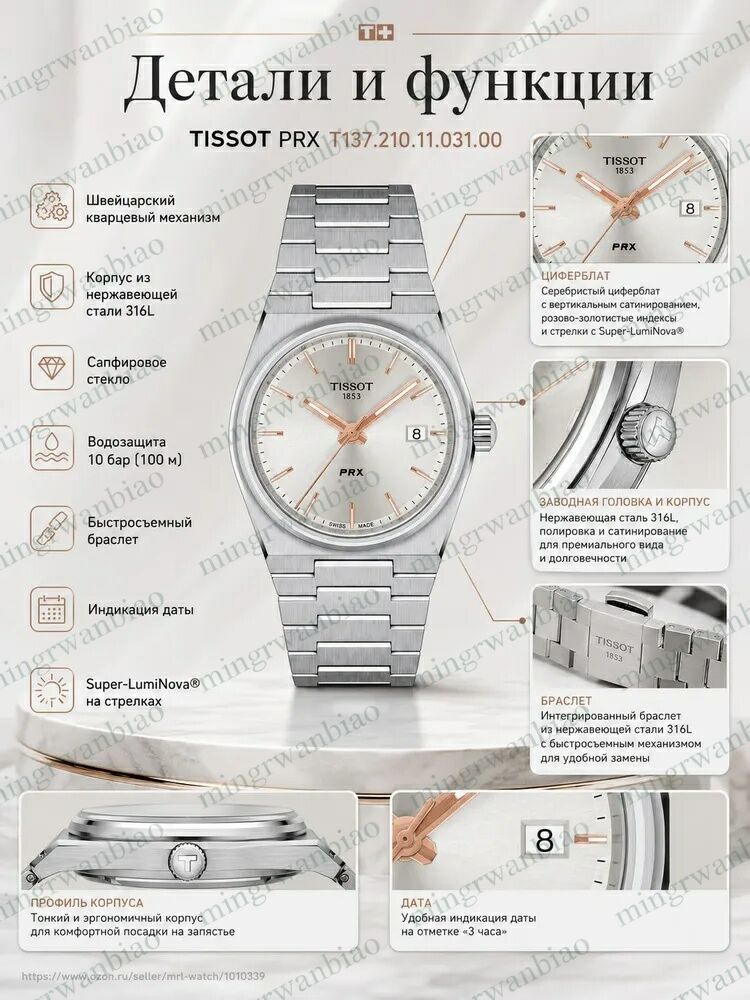 Детали и функции
TISSOT PRX T137.210.11.031.00
Швейцарский
кварцевый механизм
Корпус из
нержавеющей
стали 316L
Сапфировое
стекло
Водозащита
10 бар (100 м)
Быстросъемный
браслет
Индикация даты
Super-LumiNova®
на стрелках
TISSOT
1853
8
PRX
SWISS MADE
TISSOT
1853
8
PRX
ЦИФЕРБЛАТ
Серебристый циферблат
с вертикальным сатинированием,
розово-золотистые индексы
и стрелки с Super-LumiNova®
ЗАВОДНАЯ ГОЛОВКА И КОРПУС
Нержавеющая сталь 316L,
полировка и сатинирование
для премиального вида
и долговечности
TISSOT
1853
БРАСЛЕТ
Интегрированный браслет
из нержавеющей стали 316L
с быстросъемным механизмом
для удобной замены
ПРОФИЛЬ КОРПУСА
Тонкий и эргономичный корпус
для комфортной посадки на запястье
8
ДАТА
Удобная индикация даты
на отметке «3 часа»
https://www.ozon.ru/seller/mrl-watch/1010339
mingrwanbiao